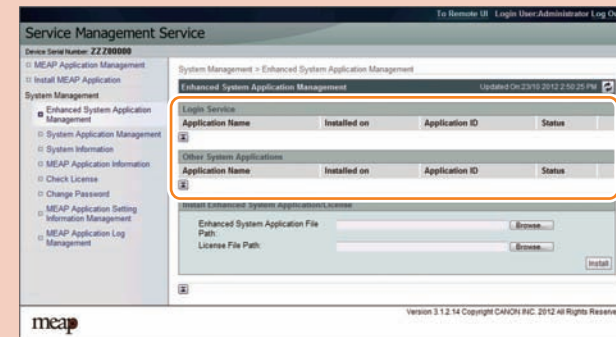 To Remote UI Login User:Administrator Log Ou
Service Management Service
Device Serial Number: ZZZ00000
MEAP Application Management
Install MEAP Application
System Management
Enhanced System Application
Management
System Application Management
System Information
MEAP Application Information
Check License
Change Password
MEAP Application Setting
Information Management
MEAP Application Log
Management
System Management > Enhanced System Application Management
Enhanced System Application Management Updated On:23/10 2012 2:50:25 PM
Login Service
Application Name Installed on Application ID Status
Other System Applications
Application Name Installed on Application ID Status
Install Enhanced System Application/License
Enhanced System Application File
Path:
Browse...
License File Path:
Browse...
Install
meap
Version 3.1.2.14 Copyright CANON INC. 2012 All Rights Reserve